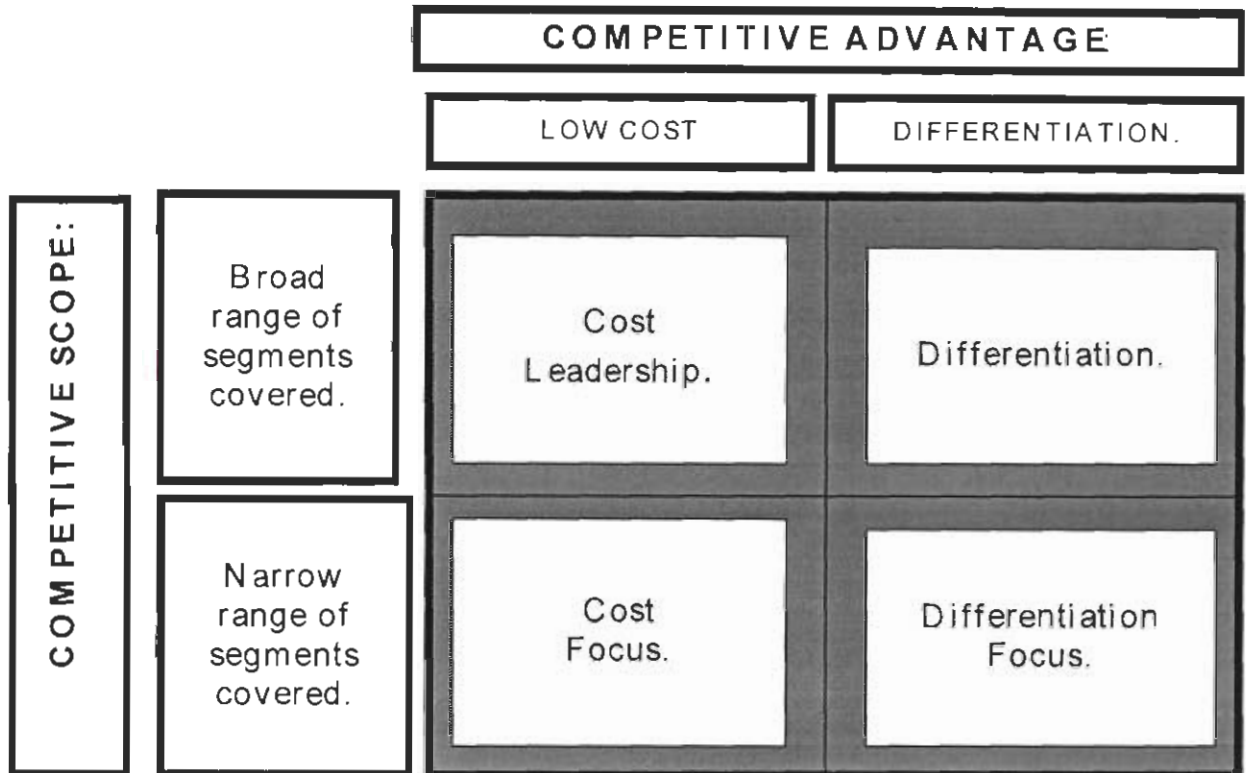 COMPETITIVE ADVANTAGE
LOW COST
DIFFERENTIATION.
COMPETITIVE SCOPE:
Broad
range of
segments
covered.
Cost
Leadership.
Differentiation.
Narrow
range of
segments
covered.
Cost
Focus.
Differentiation
Focus.